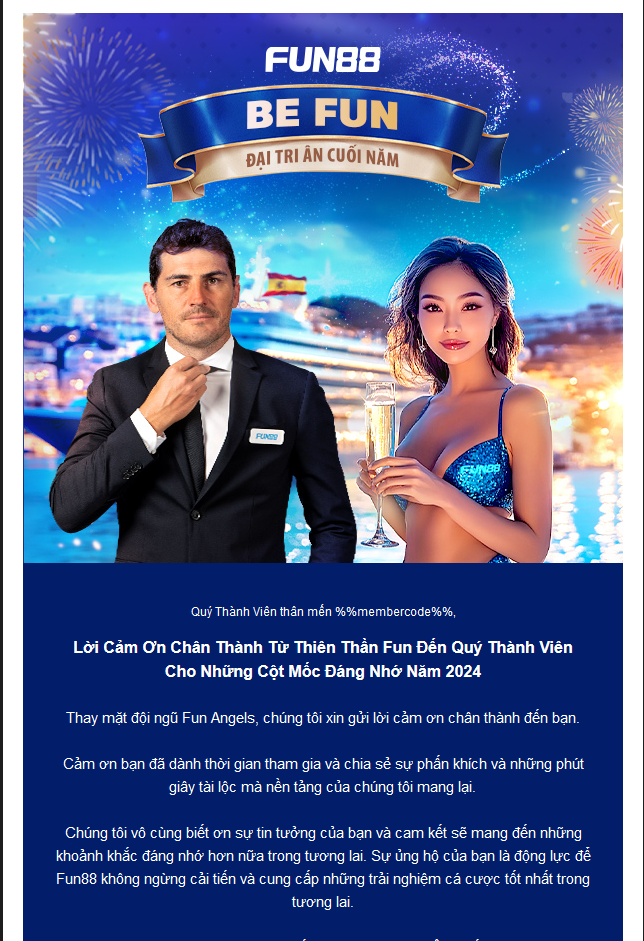 FUN88
BE FUN
ĐẠI TRI ÂN CUỐI NĂM
FUN88
FUN88
Quý Thành Viên thân mến %%membercode%%,
Lời Cảm Ơn Chân Thành Từ Thiên Thần Fun Đến Quý Thành Viên
Cho Những Cột Mốc Đáng Nhớ Năm 2024
Thay mặt đội ngũ Fun Angels, chúng tôi xin gửi lời cảm ơn chân thành đến bạn.
Cảm ơn bạn đã dành thời gian tham gia và chia sẻ sự phấn khích và những phút
giây tài lộc mà nền tảng của chúng tôi mang lại.
Chúng tôi vô cùng biết ơn sự tin tưởng của bạn và cam kết sẽ mang đến những
khoảnh khắc đáng nhớ hơn nữa trong tương lai. Sự ủng hộ của bạn là động lực để
Fun88 không ngừng cải tiến và cung cấp những trải nghiệm cá cược tốt nhất trong
tương lai.